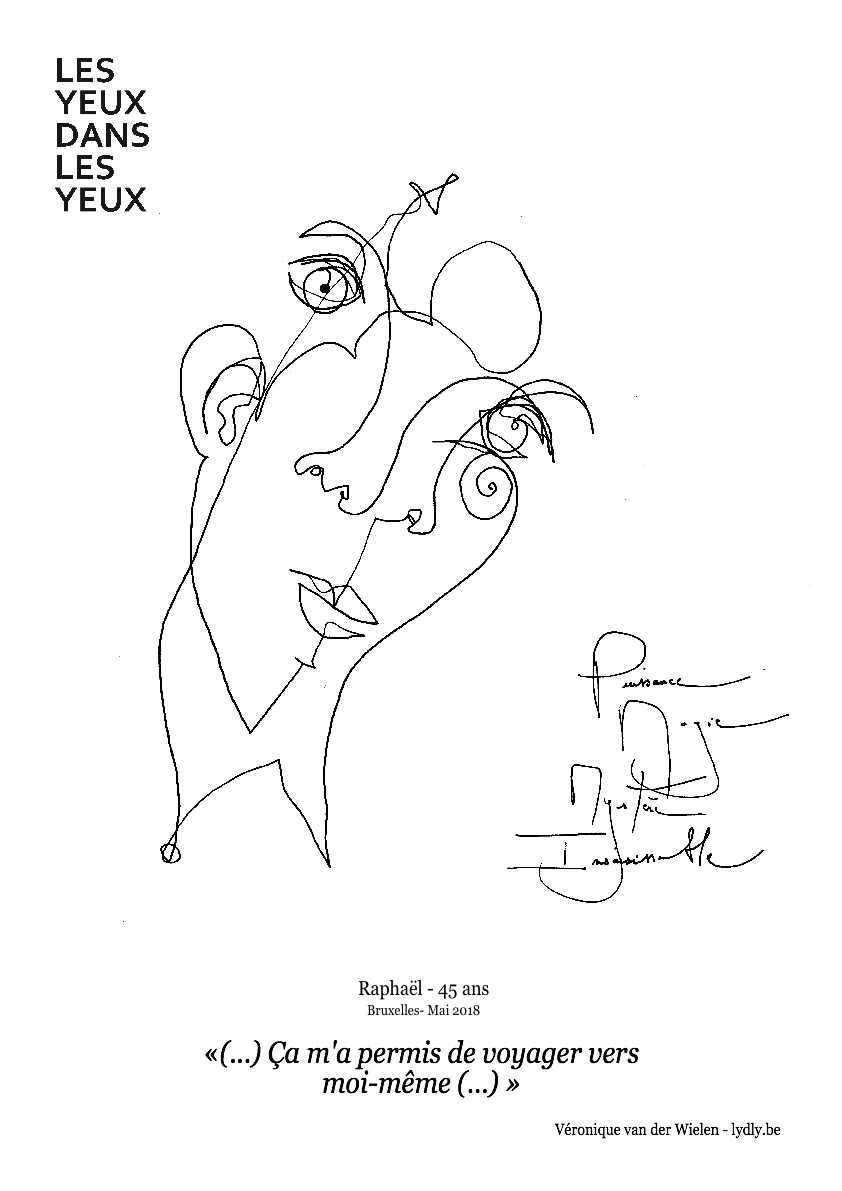 LES
YEUX
DANS
LES
YEUX
Puissance
Magie
Mystère
Insaisissable
Raphaël - 45 ans
Bruxelles- Mai 2018
«(...) Ça m'a permis de voyager vers
moi-même (...) »
Véronique van der Wielen - lydly.be